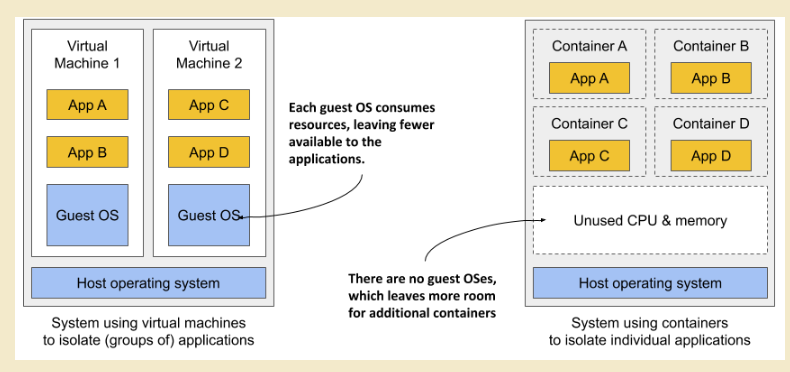 Virtual
Machine 1
App A
App B
Guest OS
Virtual
Machine 2
App C
App D
Guest OS
Host operating system
System using virtual machines
to isolate (groups of) applications
Each guest OS consumes
resources, leaving fewer
available to the
applications.
There are no guest OSes,
which leaves more room
for additional containers
Container A
App A
Container B
App B
Container C
App C
Container D
App D
Unused CPU & memory
Host operating system
System using containers
to isolate individual applications